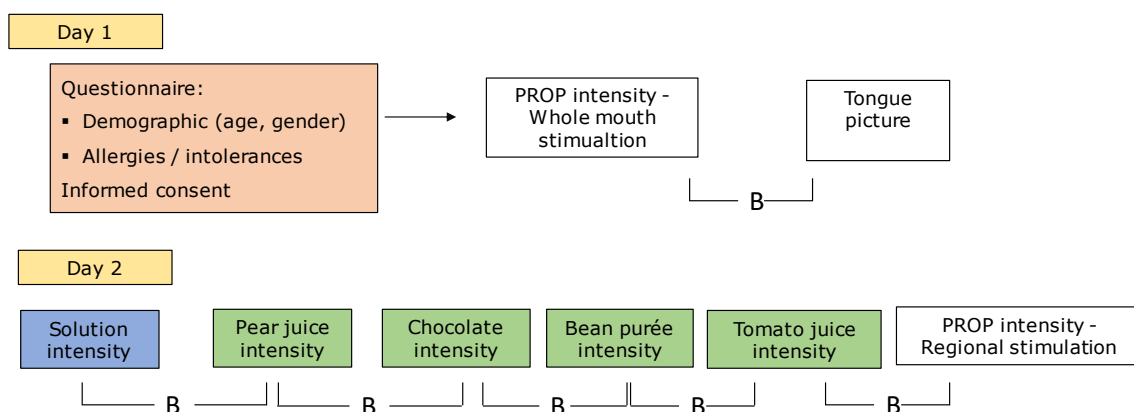 Day 1
Questionnaire:
▪ Demographic (age, gender)
▪ Allergies / intolerances
Informed consent
PROP intensity -
Whole mouth
stimualtion
Tongue
picture
B
Day 2
Solution
intensity
Pear juice
intensity
Chocolate
intensity
Bean purée
intensity
Tomato juice
intensity
PROP intensity -
Regional stimulation
B
B
B
B
B